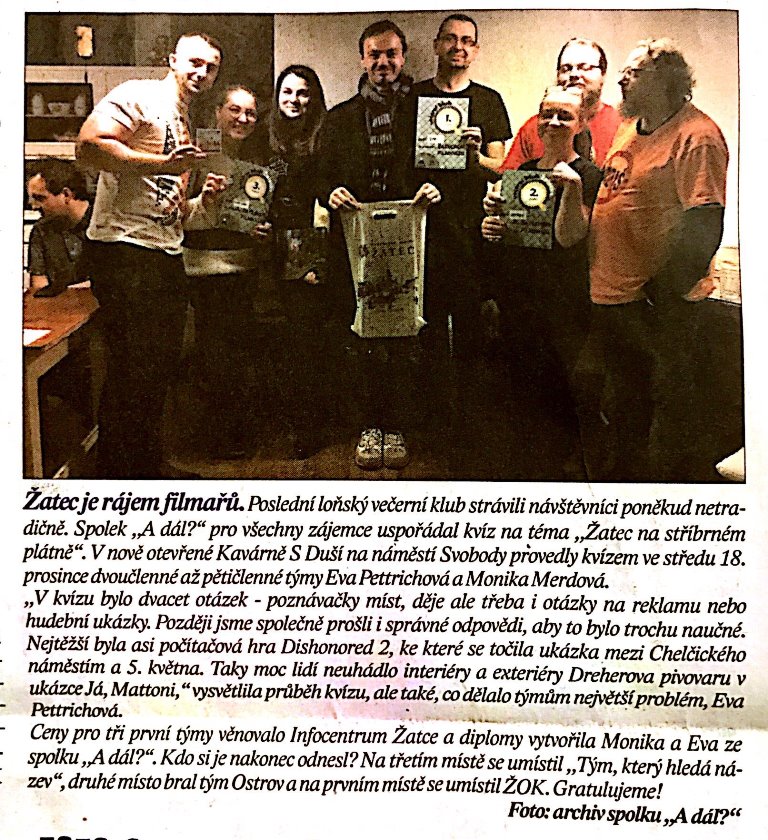 3.
1.
2.
ŽATEC
Žatec je rájem filmařů. Poslední loňský večerní klub strávili návštěvníci poněkud netra-
dičně. Spolek „A dál?“ pro všechny zájemce uspořádal kvíz na téma „Žatec na stříbrném
plátně“. V nově otevřené Kavárně S Duší na náměstí Svobody provedly kvízem ve středu 18.
prosince dvoučlenné až pětičlenné týmy Eva Pettrichová a Monika Merdová.
„V kvízu bylo dvacet otázek - poznávačky míst, děje ale třeba i otázky na reklamu nebo
hudební ukázky. Později jsme společně prošli i správné odpovědi, aby to bylo trochu naučné.
Nejtěžší byla asi počítačová hra Dishonored 2, ke které se točila ukázka mezi Chelčického
náměstím a 5. května. Taky moc lidí neuhádlo interiéry a exteriéry Dreherova pivovaru v
ukázce Já, Mattoni,“ vysvětlila průběh kvízu, ale také, co dělalo týmům největší problém, Eva
Pettrichová.
Ceny pro tři první týmy věnovalo Infocentrum Žatce a diplomy vytvořila Monika a Eva ze
spolku „A dál?“. Kdo si je nakonec odnesl? Na třetím místě se umístil „Tým, který hledá ná-
zev“, druhé místo bral tým Ostrov a na prvním místě se umístil ŽOK. Gratulujeme!
Foto: archiv spolku „A dál?“